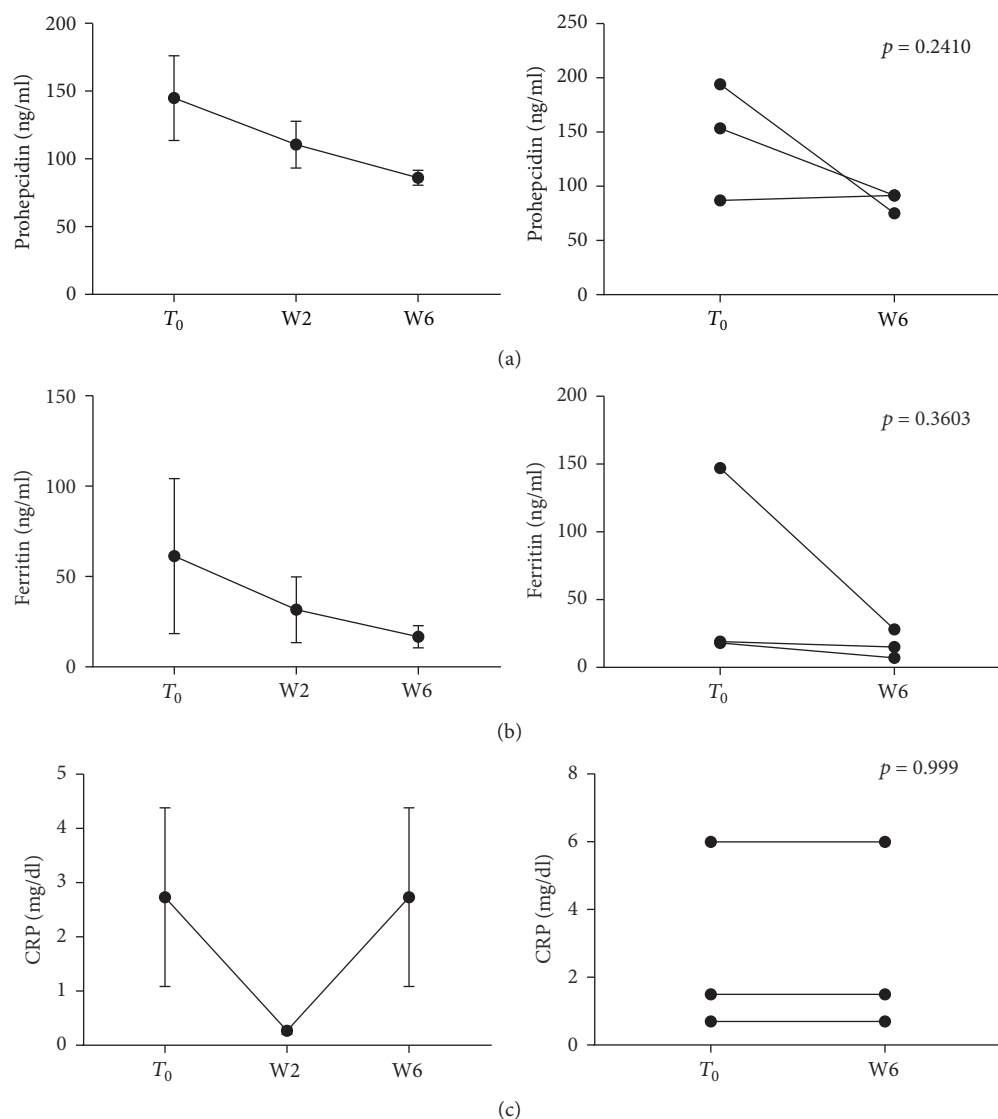 200
150
100
50
0
Prohepcidin (ng/ml)
T0 W2 W6
250
200
150
100
50
0
Prohepcidin (ng/ml)
p = 0.2410
T0 W6
(a)
150
100
50
0
Ferritin (ng/ml)
T0 W2 W6
200
150
100
50
0
Ferritin (ng/ml)
p = 0.3603
T0 W6
(b)
5
4
3
2
1
0
CRP (mg/dl)
T0 W2 W6
8
6
4
2
0
CRP (mg/dl)
p = 0.999
T0 W6
(c)